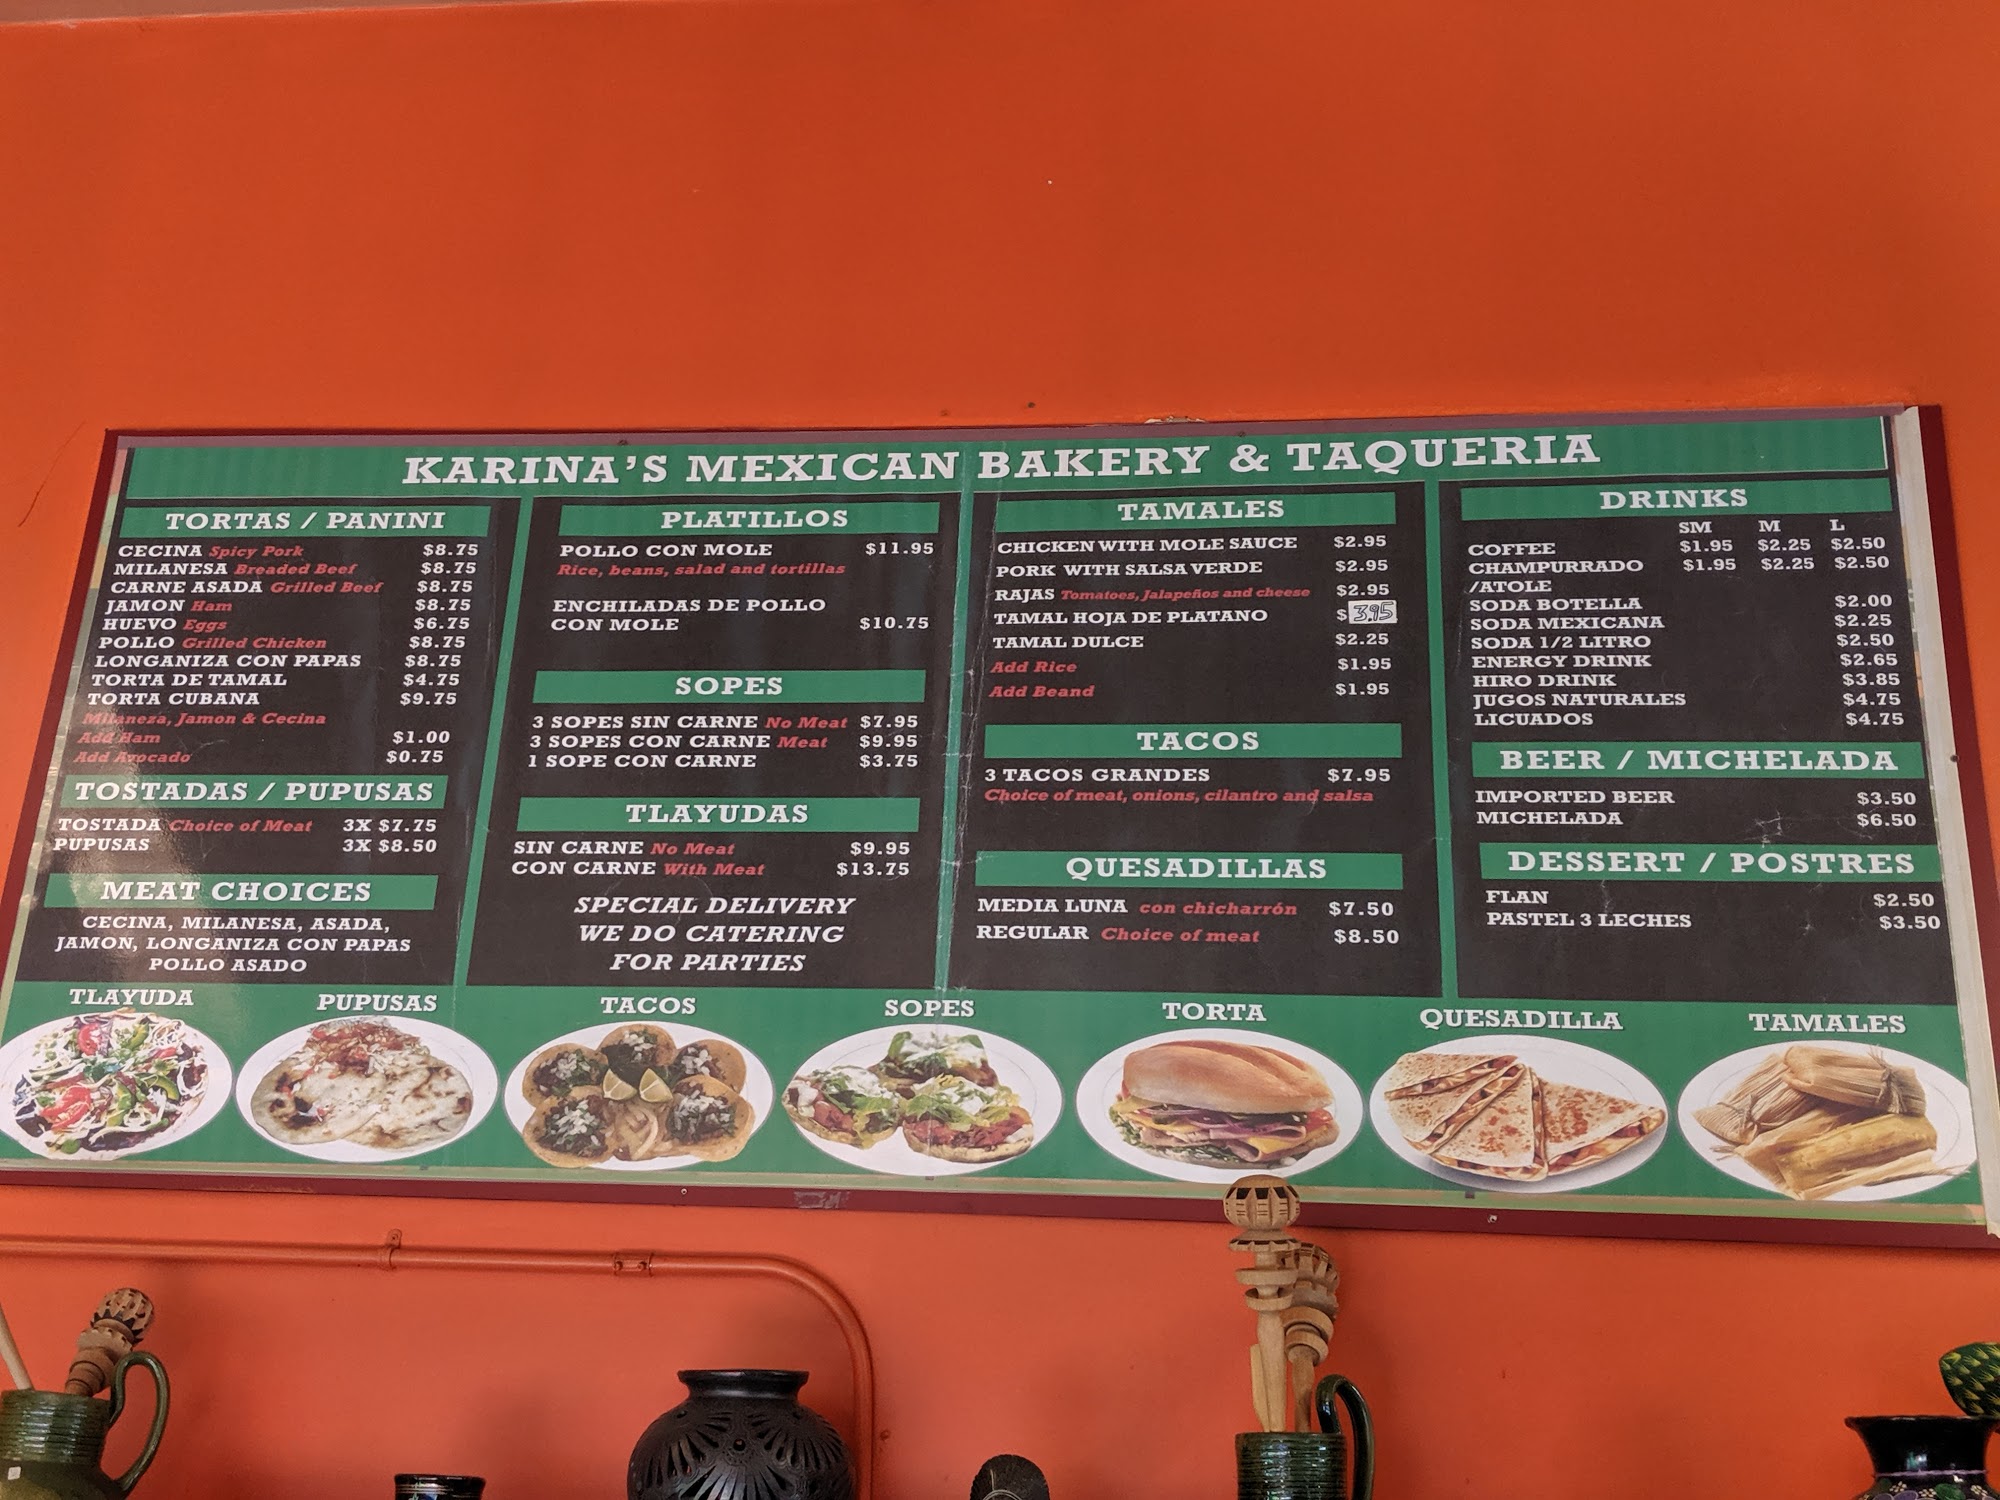 KARINA'S MEXICAN BAKERY & TAQUERIA
TORTAS / PANINI
CECINA Spicy Pork $8.75
MILANESA Breaded Beef $8.75
CARNE ASADA Grilled Beef $8.75
JAMON Ham $8.75
HUEVO Eggs $6.75
POLLO Grilled Chicken $8.75
LONGANIZA CON PAPAS $8.75
TORTA DE TAMAL $4.75
TORTA CUBANA $9.75
Milaneza, Jamon & Cecina
Add Ham $1.00
Add Avocado $0.75
TOSTADAS / PUPUSAS
TOSTADA Choice of Meat 3X $7.75
PUPUSAS 3X $8.50
MEAT CHOICES
CECINA, MILANESA, ASADA,
JAMON, LONGANIZA CON PAPAS
POLLO ASADO
PLATILLOS
POLLO CON MOLE $11.95
Rice, beans, salad and tortillas
ENCHILADAS DE POLLO
CON MOLE $10.75
SOPES
3 SOPES SIN CARNE No Meat $7.95
3 SOPES CON CARNE Meat $9.95
1 SOPE CON CARNE $3.75
TLAYUDAS
SIN CARNE No Meat $9.95
CON CARNE With Meat $13.75
SPECIAL DELIVERY
WE DO CATERING
FOR PARTIES
TAMALES
CHICKEN WITH MOLE SAUCE $2.95
PORK WITH SALSA VERDE $2.95
RAJAS Tomatoes, Jalapeños and cheese $2.95
TAMAL HOJA DE PLATANO $3.95
TAMAL DULCE $2.25
Add Rice $1.95
Add Beand $1.95
TACOS
3 TACOS GRANDES $7.95
Choice of meat, onions, cilantro and salsa
QUESADILLAS
MEDIA LUNA con chicharrón $7.50
REGULAR Choice of meat $8.50
DRINKS
SM M L
COFFEE $1.95 $2.25 $2.50
CHAMPURRADO $1.95 $2.25 $2.50
/ATOLE
SODA BOTELLA $2.00
SODA MEXICANA $2.25
SODA 1/2 LITRO $2.50
ENERGY DRINK $2.65
HIRO DRINK $3.85
JUGOS NATURALES $4.75
LICUADOS $4.75
BEER / MICHELADA
IMPORTED BEER $3.50
MICHELADA $6.50
DESSERT / POSTRES
FLAN $2.50
PASTEL 3 LECHES $3.50
TLAYUDA
PUPUSAS
TACOS
SOPES
TORTA
QUESADILLA
TAMALES